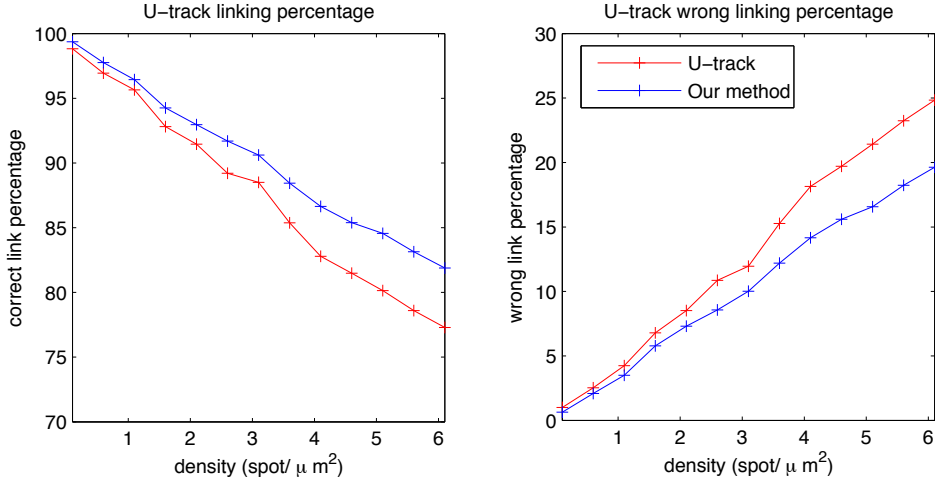 U-track linking percentage
100
95
90
85
80
75
70
correct link percentage
1 2 3 4 5 6
density (spot/ μ m²)
U-track wrong linking percentage
30
25
20
15
10
5
0
wrong link percentage
U-track
Our method
1 2 3 4 5 6
density (spot/ μ m²)